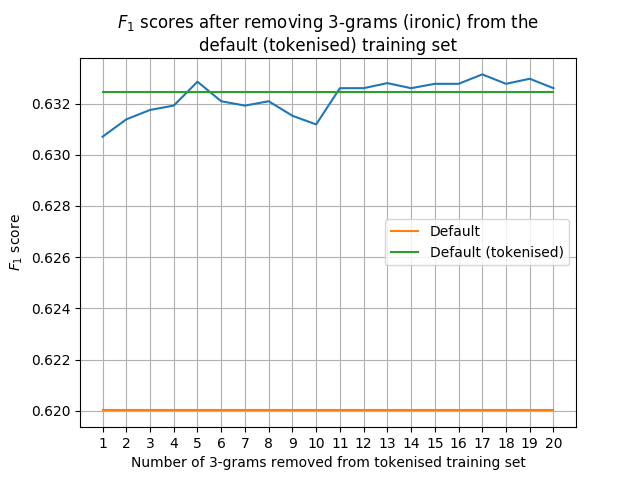 F1 scores after removing 3-grams (ironic) from the
default (tokenised) training set
0.632
0.630
0.628
0.626
0.624
0.622
0.620
F1 score
Default
Default (tokenised)
1 2 3 4 5 6 7 8 9 10 11 12 13 14 15 16 17 18 19 20
Number of 3-grams removed from tokenised training set